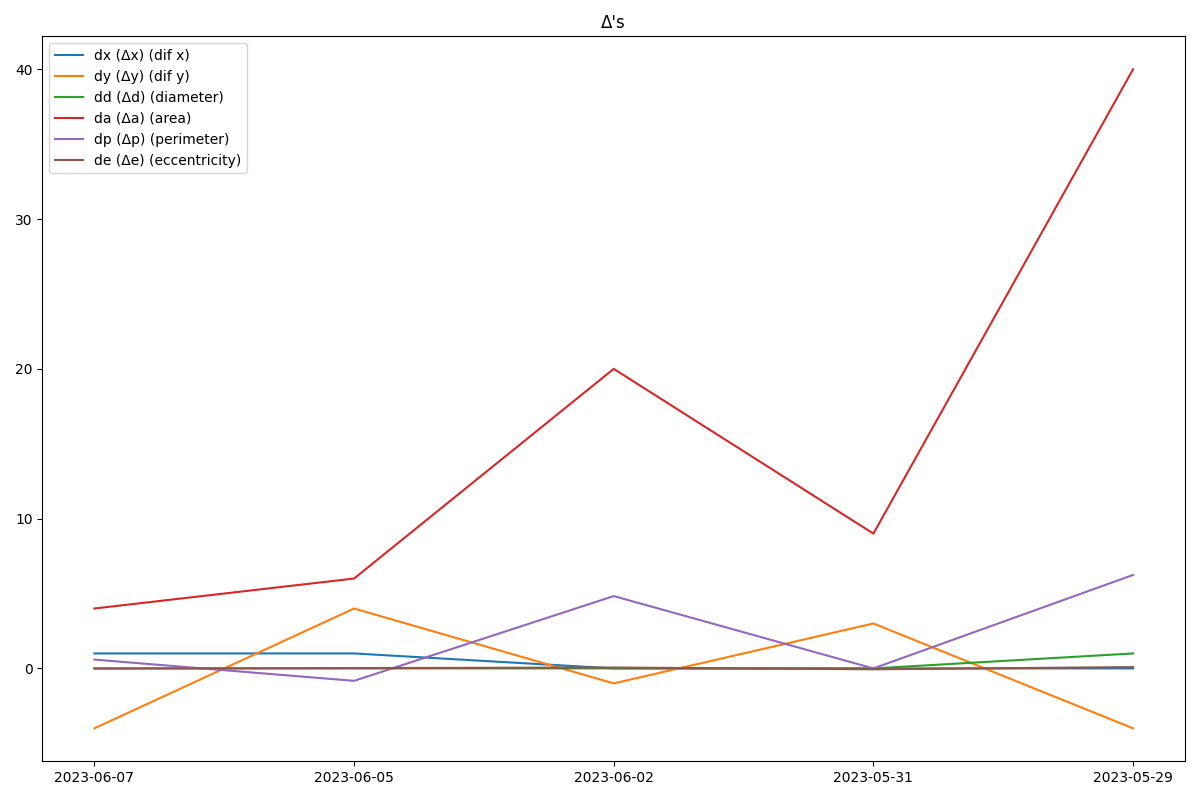 Δ's
dx (Δx) (dif x)
dy (Δy) (dif y)
dd (Δd) (diameter)
da (Δa) (area)
dp (Δp) (perimeter)
de (Δe) (eccentricity)
40
30
20
10
0
2023-06-07 2023-06-05 2023-06-02 2023-05-31 2023-05-29